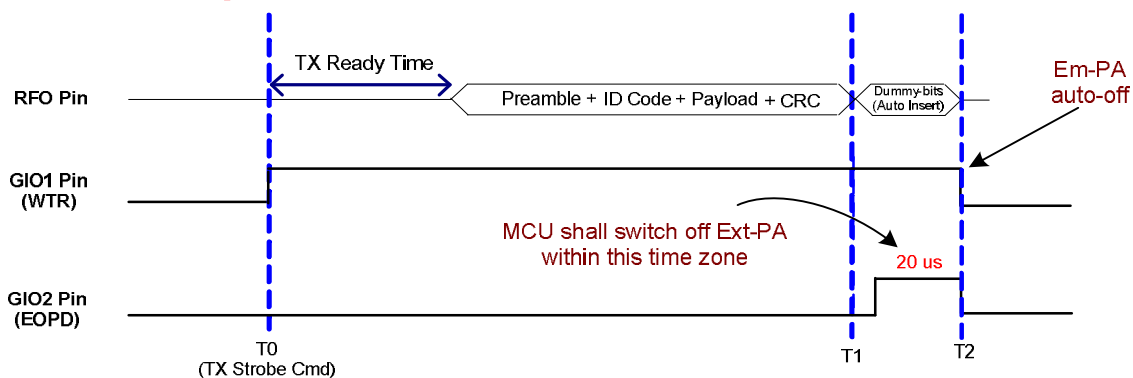 TX Ready Time
Em-PA
auto-off
RFO Pin
Preamble + ID Code + Payload + CRC
Dummy-bits
(Auto Insert)
GIO1 Pin
(WTR)
MCU shall switch off Ext-PA
within this time zone
20 us
GIO2 Pin
(EOPD)
T0
(TX Strobe Cmd)
T1
T2